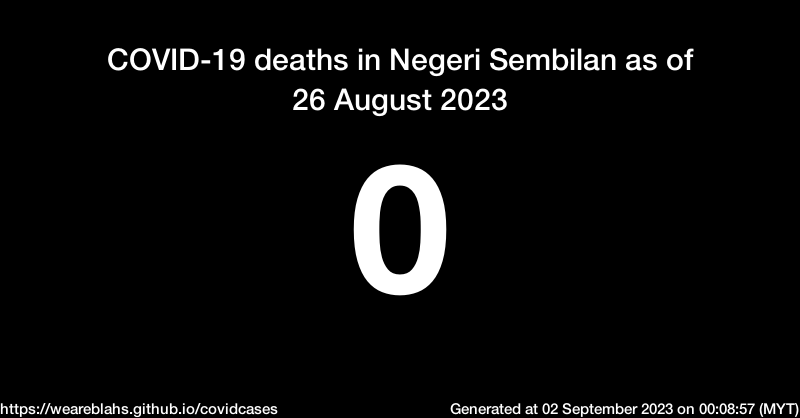 COVID-19 deaths in Negeri Sembilan as of
26 August 2023
0
https://weareblahs.github.io/covidcases
Generated at 02 September 2023 on 00:08:57 (MYT)